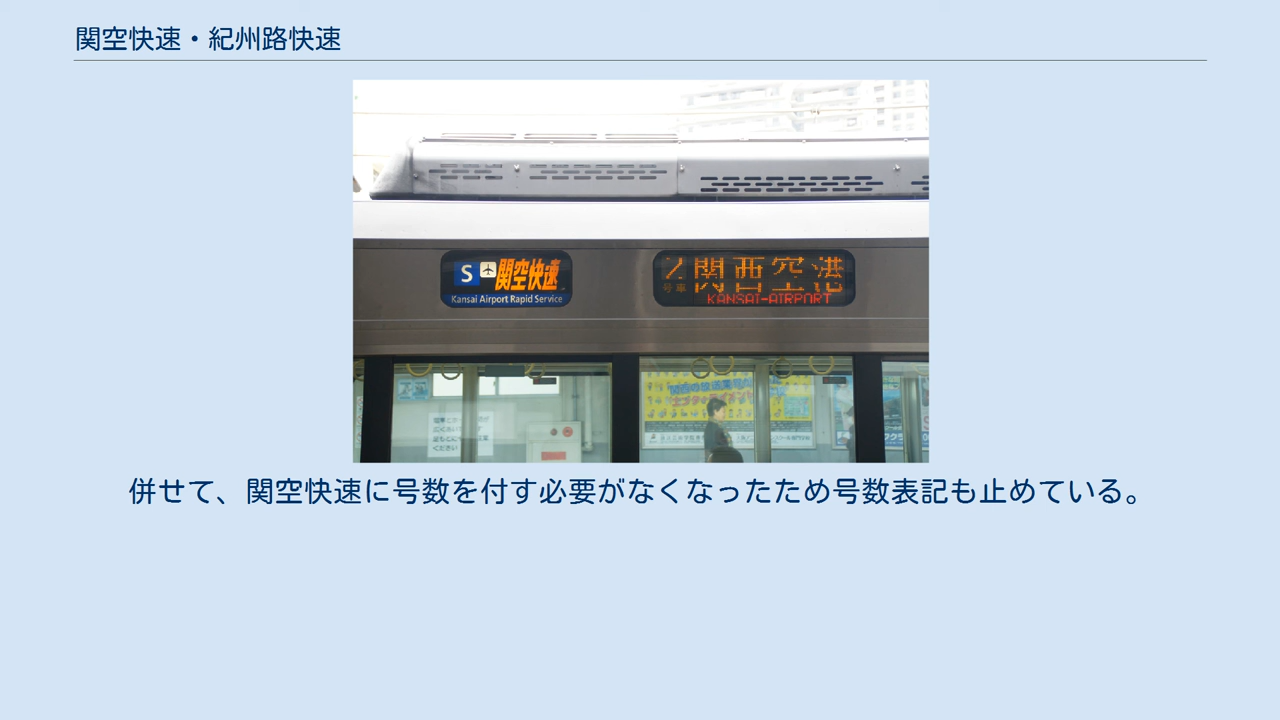 関空快速・紀州路快速
S 関空快速
Kansai Airport Rapid Service
関西空港
号車
KANSAI-AIRPORT
併せて、関空快速に号数を付す必要がなくなったため号数表記も止めている。